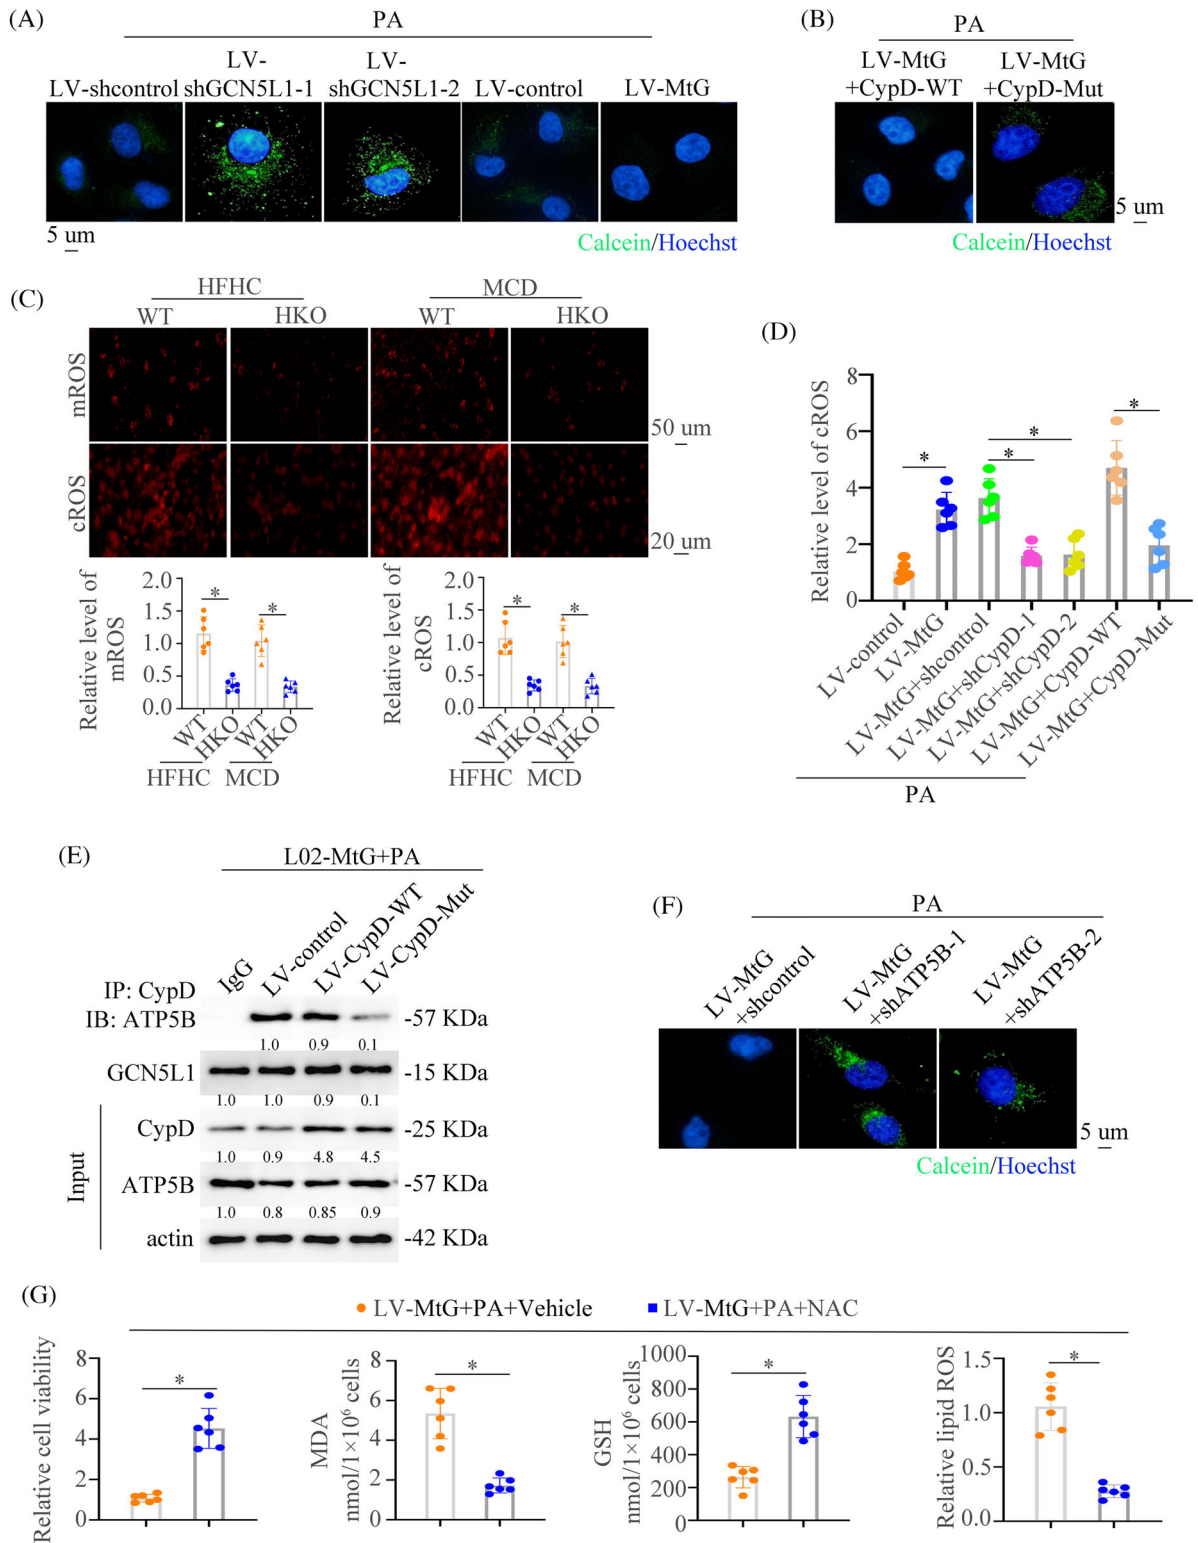 (A)
PA
LV-shcontrol
LV-
shGCN5L1-1
LV-
shGCN5L1-2
LV-control
LV-MtG
5 um
Calcein/Hoechst
(B)
PA
LV-MtG
+CypD-WT
LV-MtG
+CypD-Mut
5 um
Calcein/Hoechst
(C)
HFHC
MCD
WT
HKO
WT
HKO
mROS
50 um
cROS
20 um
Relative level of
mROS
2.0
1.5
1.0
0.5
0.0
*
*
WT
HKO
WT
HKO
HFHC
MCD
Relative level of
cROS
2.0
1.5
1.0
0.5
0.0
*
*
WT
HKO
WT
HKO
HFHC
MCD
(D)
Relative level of cROS
8
6
4
2
0
*
*
*
*
LV-control
LV-MtG
LV-MtG+shcontrol
LV-MtG+shCypD-1
LV-MtG+shCypD-2
LV-MtG+CypD-WT
LV-MtG+CypD-Mut
PA
(E)
L02-MtG+PA
IgG
LV-control
LV-CypD-WT
LV-CypD-Mut
IP: CypD
IB: ATP5B
-57 KDa
1.0 0.9 0.1
GCN5L1
-15 KDa
1.0 1.0 0.9 0.1
Input
CypD
-25 KDa
1.0 0.9 4.8 4.5
ATP5B
-57 KDa
1.0 0.8 0.85 0.9
actin
-42 KDa
(F)
PA
LV-MtG
+shcontrol
LV-MtG
+shATP5B-1
LV-MtG
+shATP5B-2
5 um
Calcein/Hoechst
(G)
LV-MtG+PA+Vehicle
LV-MtG+PA+NAC
Relative cell viability
8
6
4
2
0
*
MDA
nmol/1×10⁶ cells
8
6
4
2
0
*
GSH
nmol/1×10⁶ cells
1000
800
600
400
200
0
*
Relative lipid ROS
1.5
1.0
0.5
0.0
*